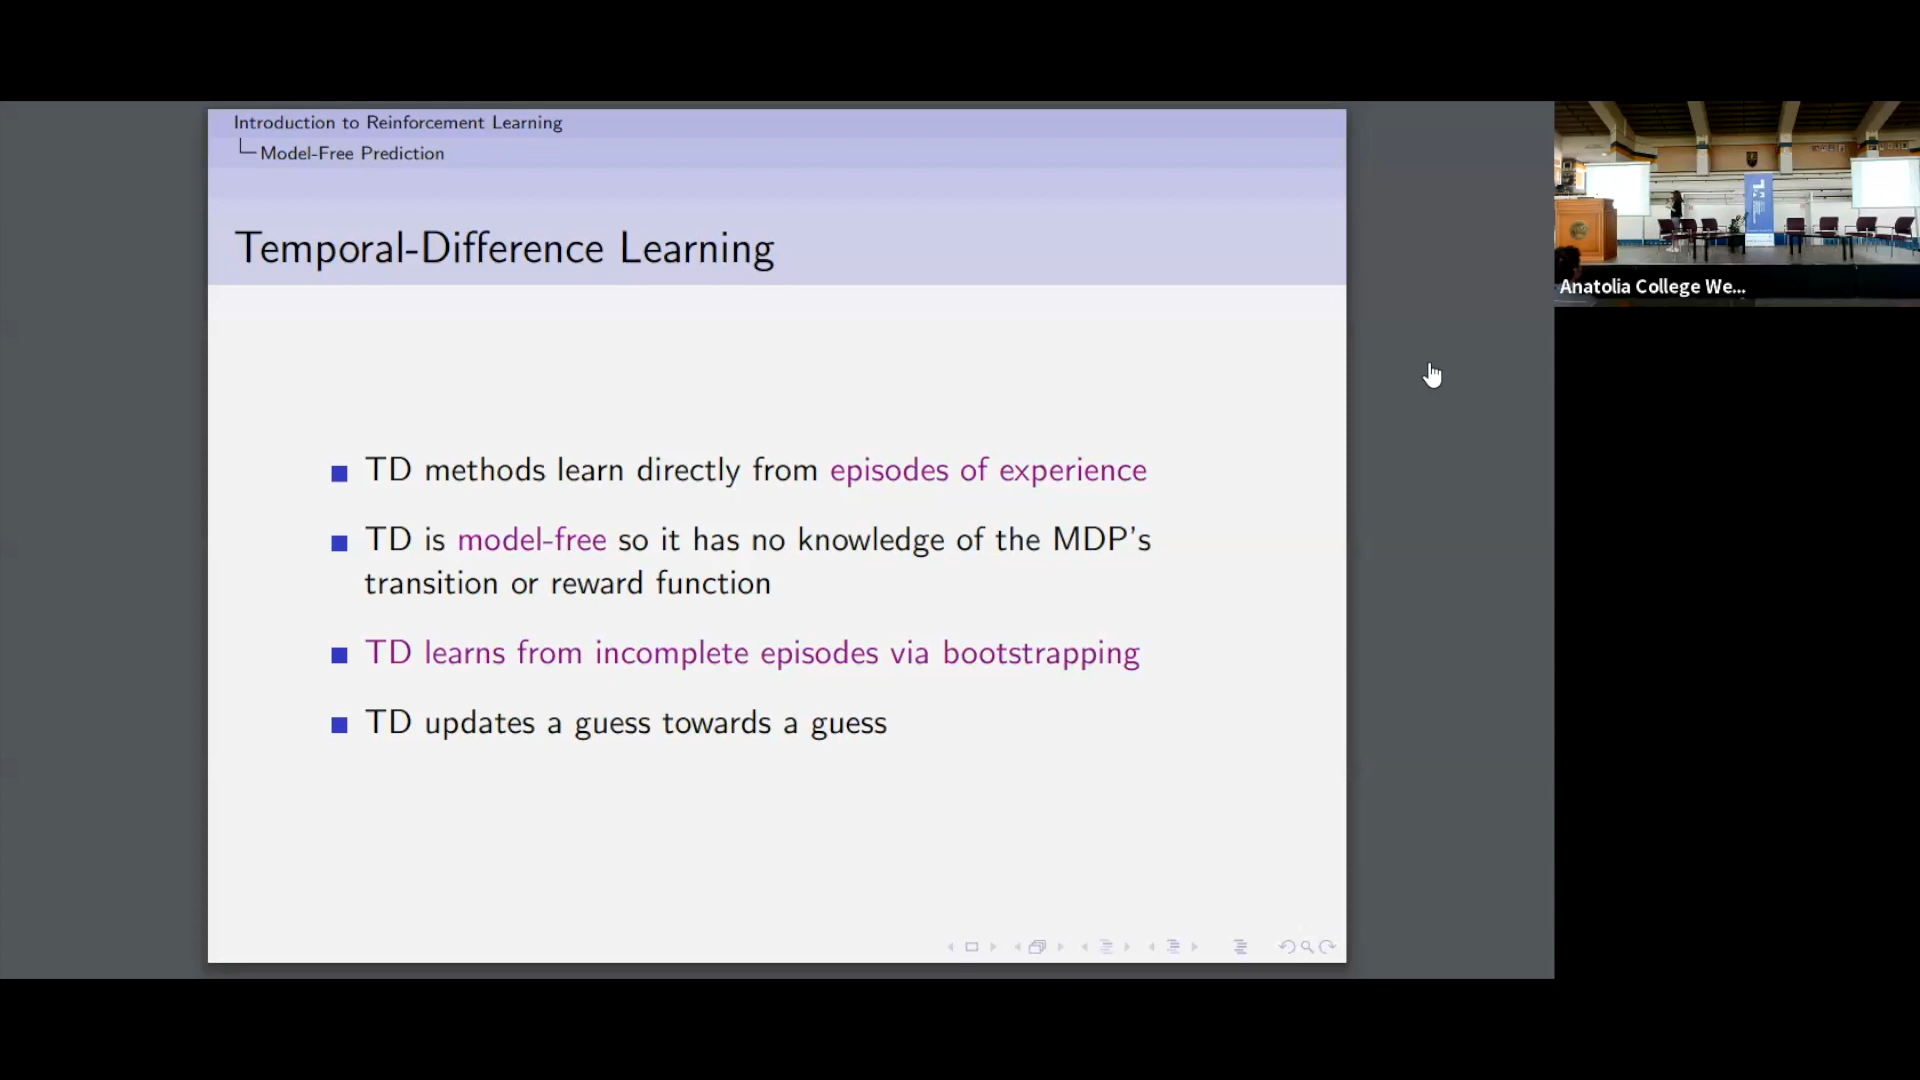 Introduction to Reinforcement Learning
Model-Free Prediction
Temporal-Difference Learning
TD methods learn directly from episodes of experience
TD is model-free so it has no knowledge of the MDP's
transition or reward function
TD learns from incomplete episodes via bootstrapping
TD updates a guess towards a guess
Anatolia College We...